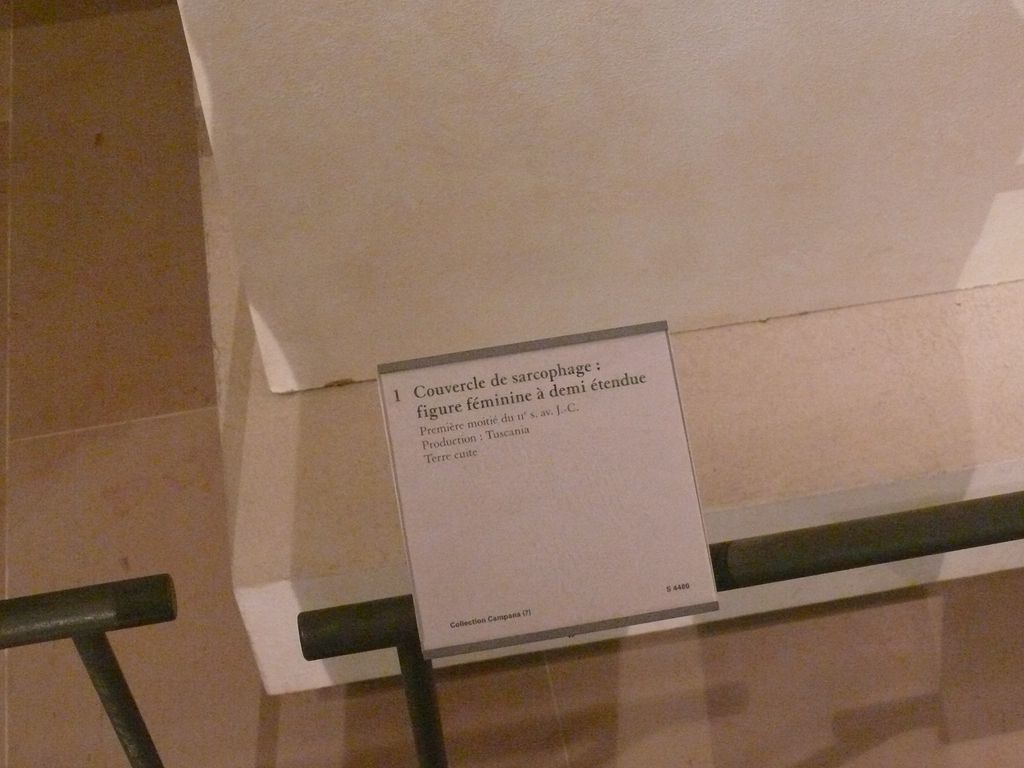 1 Couvercle de sarcophage :
figure féminine à demi étendue
Première moitié du IIe s. av. J.-C.
Production : Tuscania
Terre cuite
Collection Campana (?)
S 4400